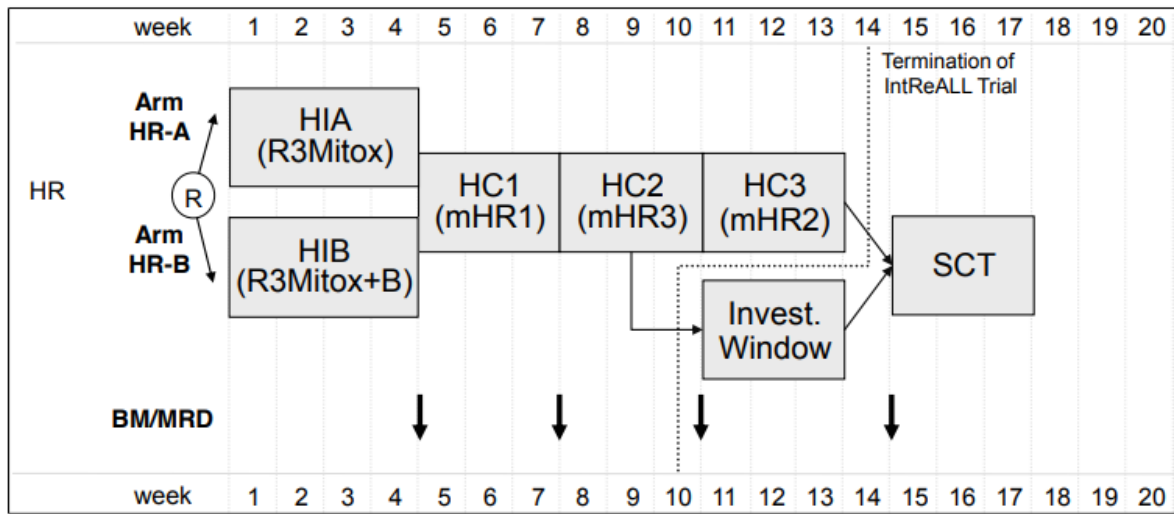 week 1 2 3 4 5 6 7 8 9 10 11 12 13 14 15 16 17 18 19 20
Termination of
IntReALL Trial
Arm
HR-A
HIA
(R3Mitox)
HR
R
HC1
(mHR1)
HC2
(mHR3)
HC3
(mHR2)
Arm
HR-B
HIB
(R3Mitox+B)
SCT
Invest.
Window
BM/MRD
week 1 2 3 4 5 6 7 8 9 10 11 12 13 14 15 16 17 18 19 20